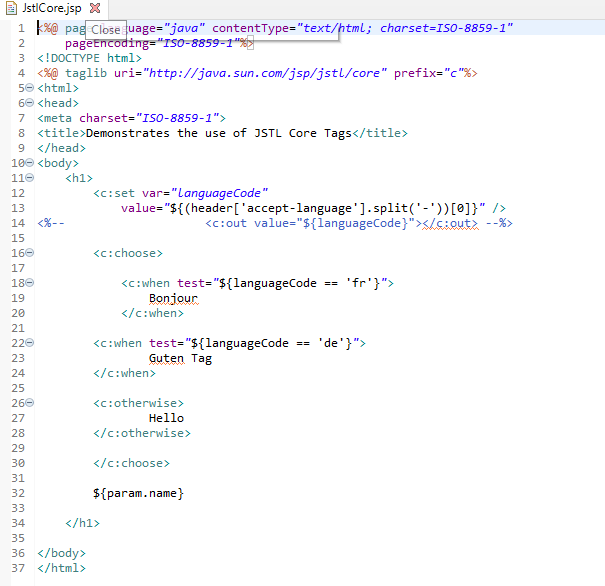 JstlCore.jsp
Close
1 <%@ page language="java" contentType="text/html; charset=ISO-8859-1"
2 pageEncoding="ISO-8859-1"%>
3 <!DOCTYPE html>
4 <%@ taglib uri="http://java.sun.com/jsp/jstl/core" prefix="c"%>
5 <html>
6 <head>
7 <meta charset="ISO-8859-1">
8 <title>Demonstrates the use of JSTL Core Tags</title>
9 </head>
10 <body>
11 <h1>
12 <c:set var="languageCode"
13 value="${(header['accept-language'].split('-'))[0]}" />
14 <%-- <c:out value="${languageCode}"></c:out> --%>
15
16 <c:choose>
17
18 <c:when test="${languageCode == 'fr'}">
19 Bonjour
20 </c:when>
21
22 <c:when test="${languageCode == 'de'}">
23 Guten Tag
24 </c:when>
25
26 <c:otherwise>
27 Hello
28 </c:otherwise>
29
30 </c:choose>
31
32 ${param.name}
33
34 </h1>
35
36 </body>
37 </html>